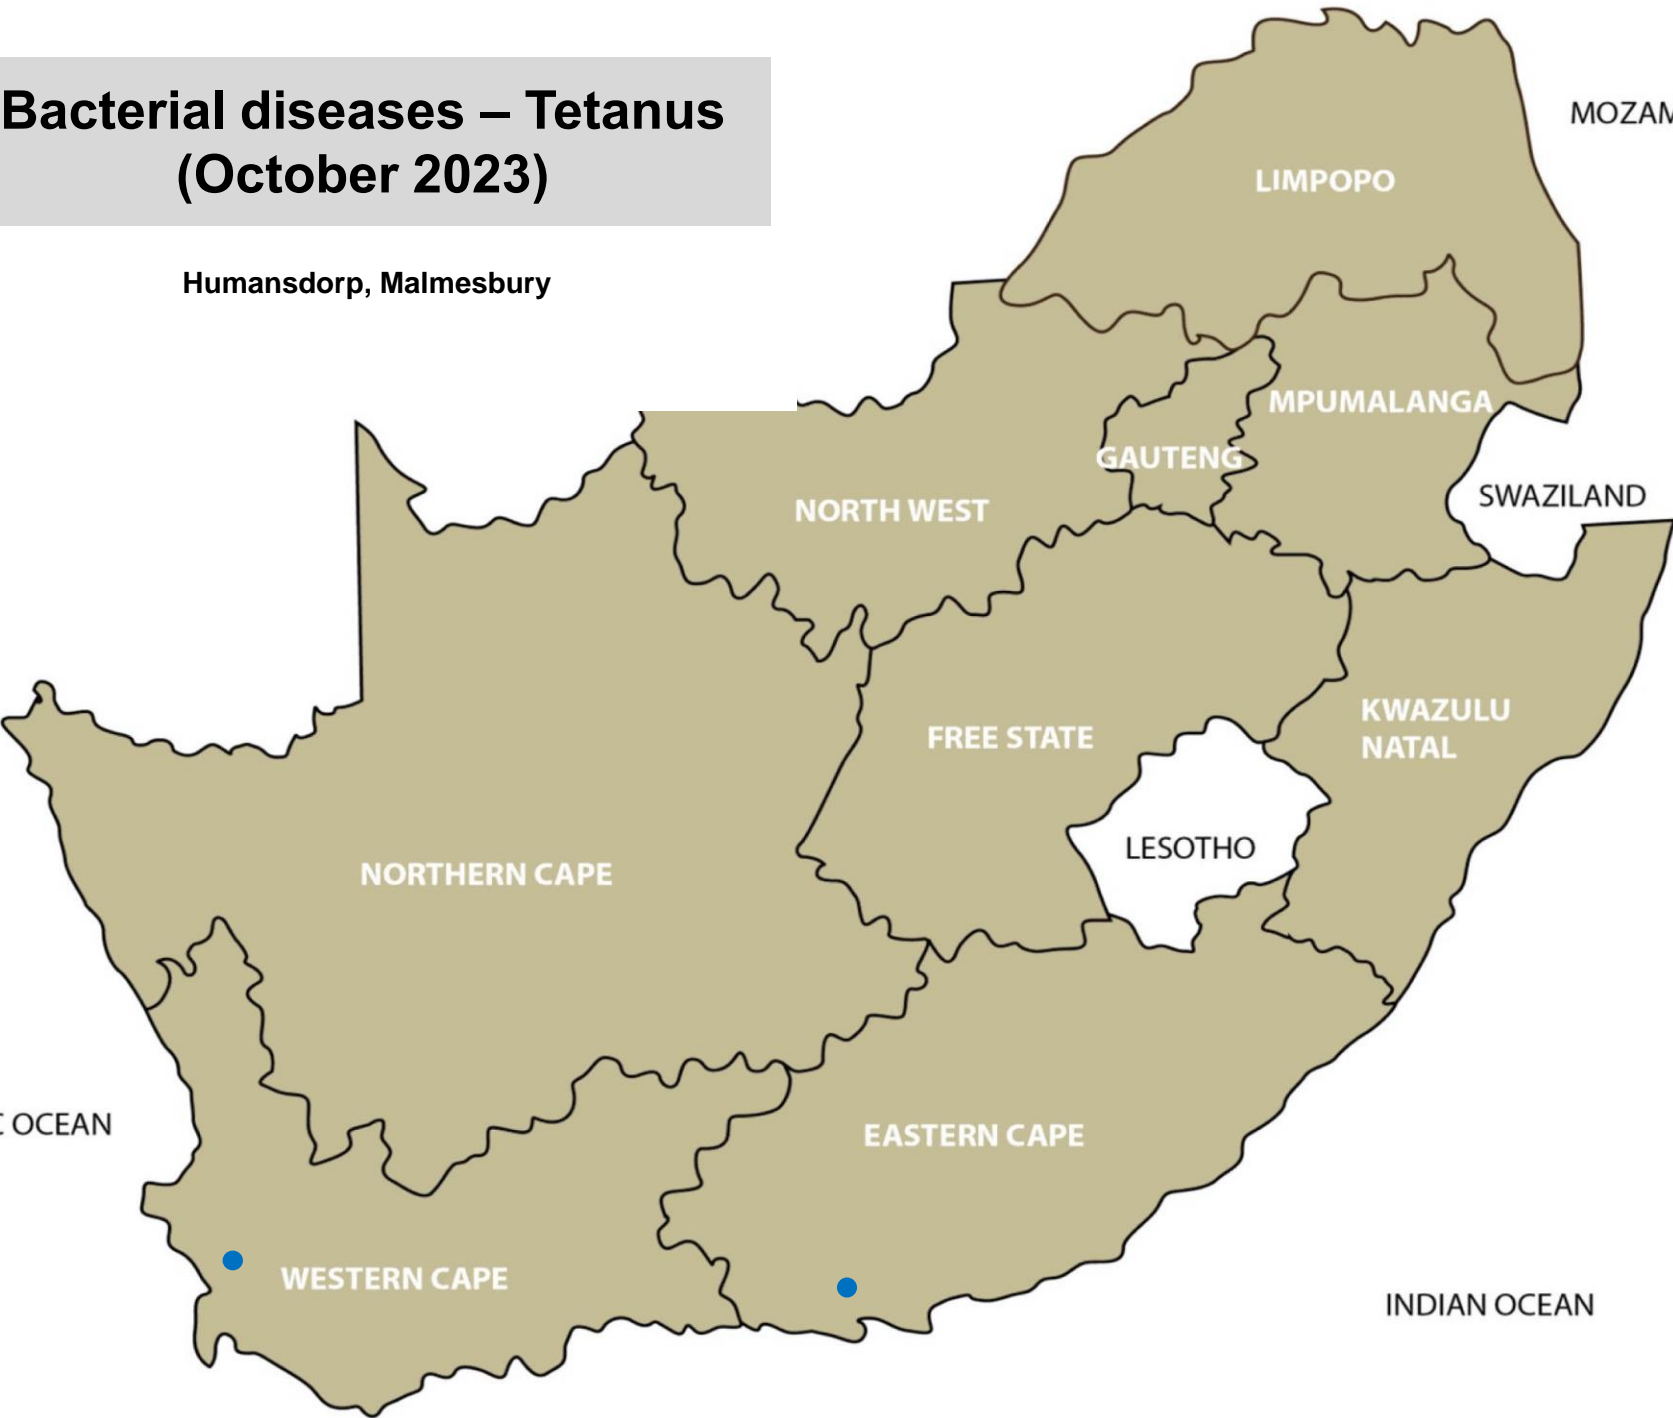 Bacterial diseases – Tetanus
(October 2023)
Humansdorp, Malmesbury
MOZAM
LIMPOPO
MPUMALANGA
GAUTENG
NORTH WEST
SWAZILAND
KWAZULU
NATAL
FREE STATE
LESOTHO
NORTHERN CAPE
C OCEAN
EASTERN CAPE
WESTERN CAPE
INDIAN OCEAN